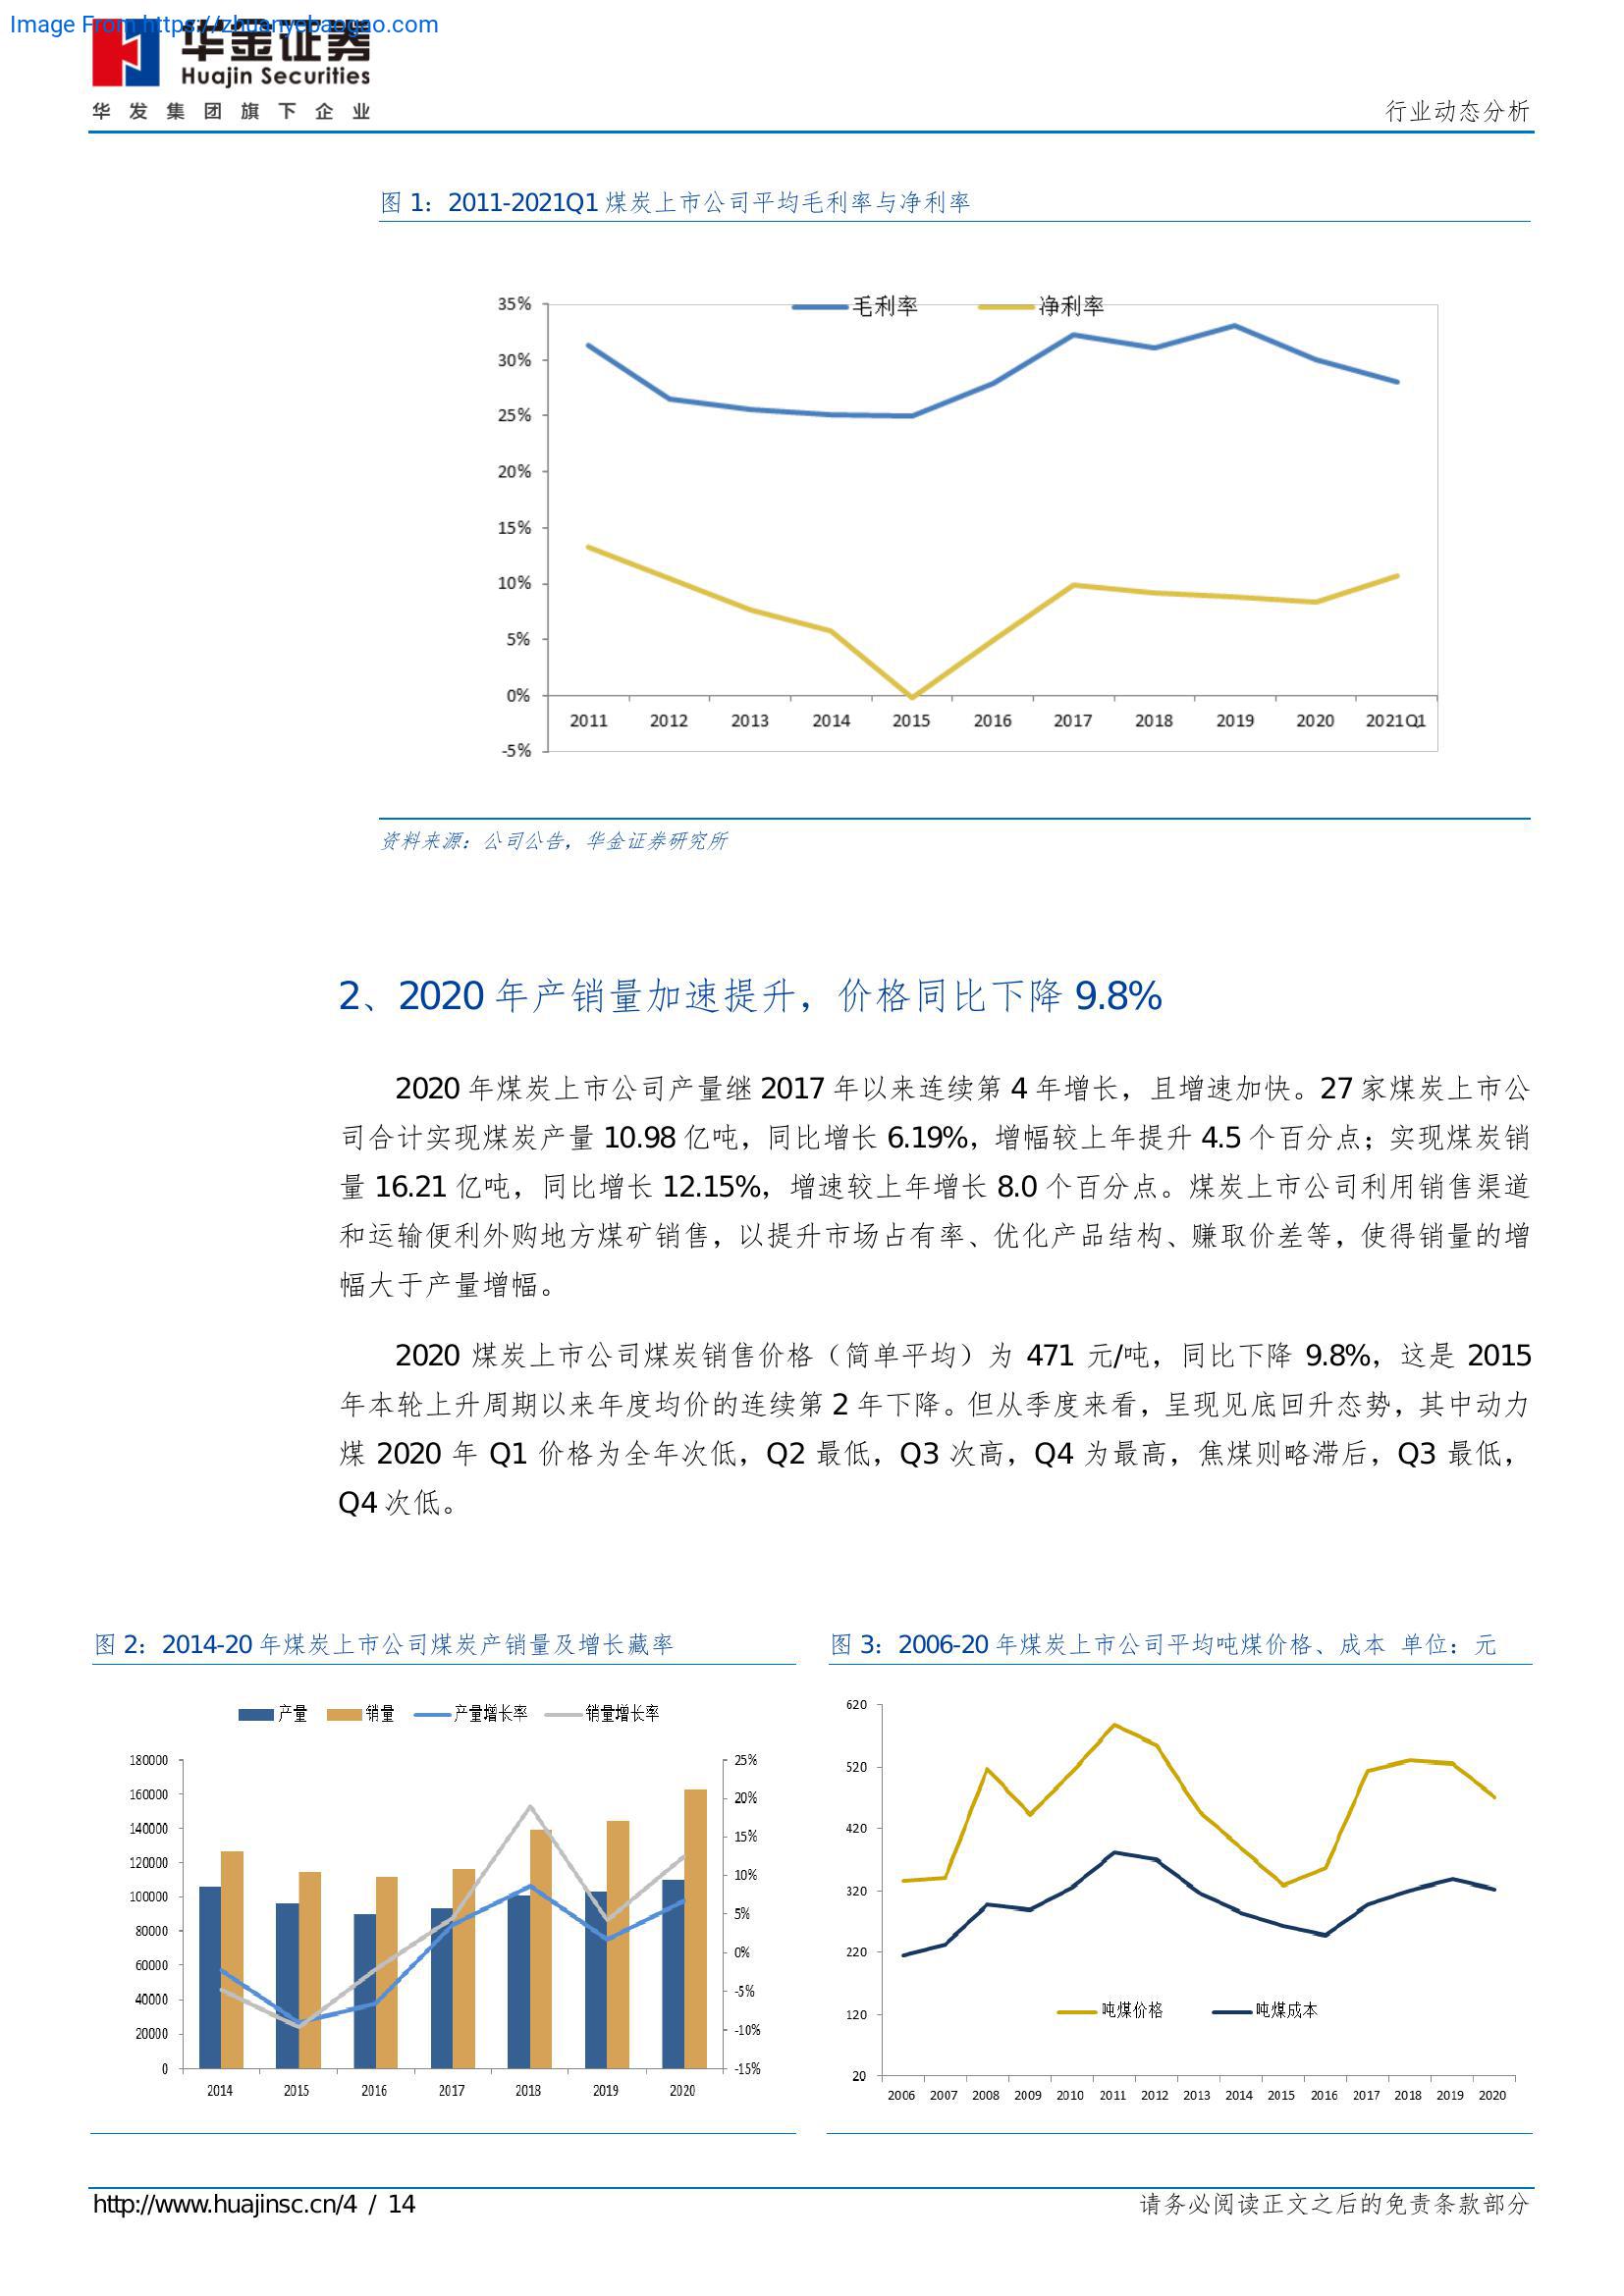 Image From https://zhuanyebaogao.com
华金证券
Huajin Securities
华发集团旗下企业
行业动态分析
图 1：2011-2021Q1 煤炭上市公司平均毛利率与净利率
毛利率 净利率
35%
30%
25%
20%
15%
10%
5%
0%
-5%
2011 2012 2013 2014 2015 2016 2017 2018 2019 2020 2021Q1
资料来源：公司公告，华金证券研究所
2、2020 年产销量加速提升，价格同比下降 9.8%
2020 年煤炭上市公司产量继 2017 年以来连续第 4 年增长，且增速加快。27 家煤炭上市公
司合计实现煤炭产量 10.98 亿吨，同比增长 6.19%，增幅较上年提升 4.5 个百分点；实现煤炭销
量 16.21 亿吨，同比增长 12.15%，增速较上年增长 8.0 个百分点。煤炭上市公司利用销售渠道
和运输便利外购地方煤矿销售，以提升市场占有率、优化产品结构、赚取价差等，使得销量的增
幅大于产量增幅。
2020 煤炭上市公司煤炭销售价格（简单平均）为 471 元/吨，同比下降 9.8%，这是 2015
年本轮上升周期以来年度均价的连续第 2 年下降。但从季度来看，呈现见底回升态势，其中动力
煤 2020 年 Q1 价格为全年次低，Q2 最低，Q3 次高，Q4 为最高，焦煤则略滞后，Q3 最低，
Q4 次低。
图 2：2014-20 年煤炭上市公司煤炭产销量及增长藏率
产量 销量 产量增长率 销量增长率
180000
160000
140000
120000
100000
80000
60000
40000
20000
0
25%
20%
15%
10%
5%
0%
-5%
-10%
-15%
2014 2015 2016 2017 2018 2019 2020
图 3：2006-20 年煤炭上市公司平均吨煤价格、成本 单位：元
620
520
420
320
220
120
20
吨煤价格 吨煤成本
2006 2007 2008 2009 2010 2011 2012 2013 2014 2015 2016 2017 2018 2019 2020
http://www.huajinsc.cn/4 / 14
请务必阅读正文之后的免责条款部分